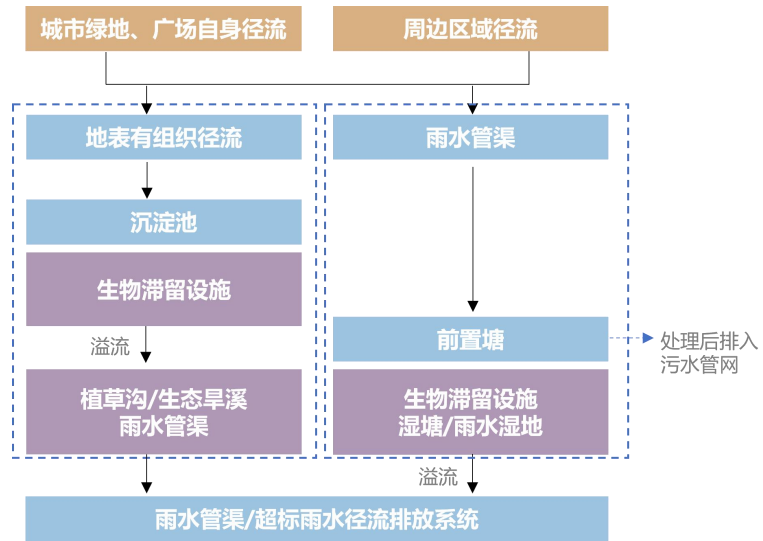 城市绿地、广场自身径流
周边区域径流
地表有组织径流
雨水管渠
沉淀池
生物滞留设施
溢流
前置塘
处理后排入
污水管网
植草沟/生态旱溪
雨水管渠
生物滞留设施
湿塘/雨水湿地
溢流
雨水管渠/超标雨水径流排放系统